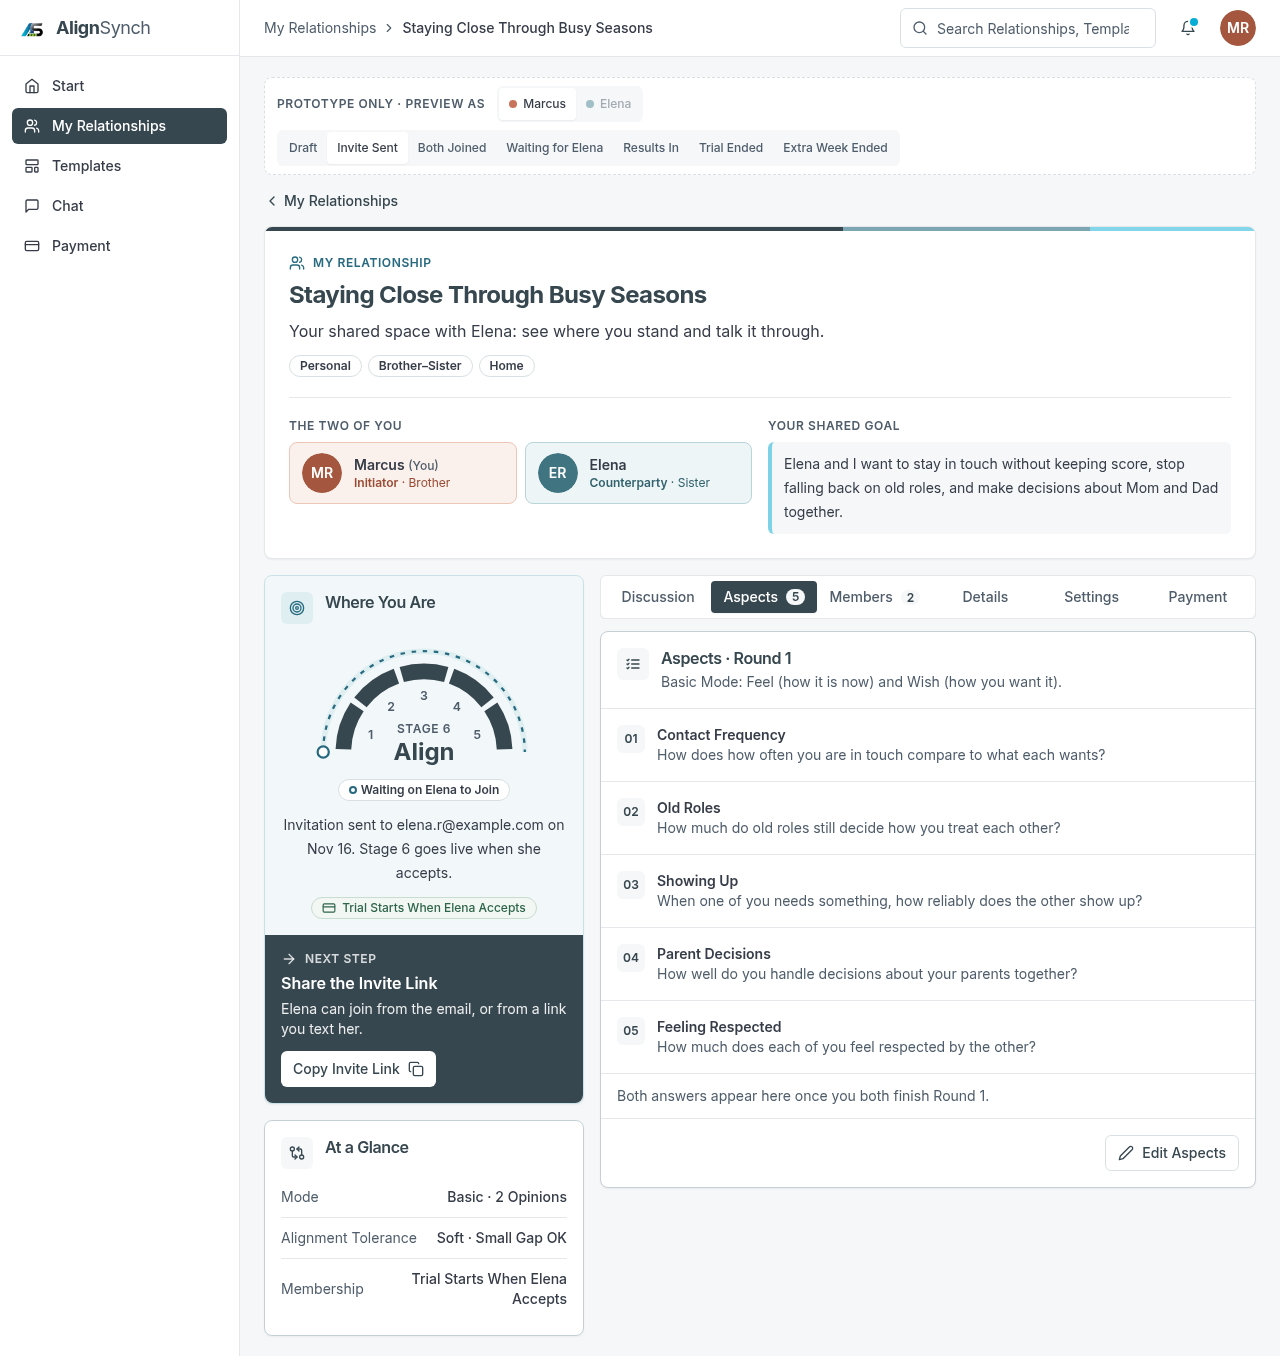 AlignSynch
My Relationships
Staying Close Through Busy Seasons
Search Relationships, Templa
MR
Start
My Relationships
Templates
Chat
Payment
PROTOTYPE ONLY · PREVIEW AS
Marcus
Elena
Draft
Invite Sent
Both Joined
Waiting for Elena
Results In
Trial Ended
Extra Week Ended
My Relationships
MY RELATIONSHIP
Staying Close Through Busy Seasons
Your shared space with Elena: see where you stand and talk it through.
Personal
Brother–Sister
Home
THE TWO OF YOU
MR
Marcus (You)
Initiator · Brother
ER
Elena
Counterparty · Sister
YOUR SHARED GOAL
Elena and I want to stay in touch without keeping score, stop
falling back on old roles, and make decisions about Mom and Dad
together.
Where You Are
1
2
3
4
5
STAGE 6
Align
Waiting on Elena to Join
Invitation sent to elena.r@example.com on
Nov 16. Stage 6 goes live when she
accepts.
Trial Starts When Elena Accepts
NEXT STEP
Share the Invite Link
Elena can join from the email, or from a link
you text her.
Copy Invite Link
At a Glance
Mode
Basic · 2 Opinions
Alignment Tolerance
Soft · Small Gap OK
Membership
Trial Starts When Elena
Accepts
Discussion
Aspects 5
Members 2
Details
Settings
Payment
Aspects · Round 1
Basic Mode: Feel (how it is now) and Wish (how you want it).
01
Contact Frequency
How does how often you are in touch compare to what each wants?
02
Old Roles
How much do old roles still decide how you treat each other?
03
Showing Up
When one of you needs something, how reliably does the other show up?
04
Parent Decisions
How well do you handle decisions about your parents together?
05
Feeling Respected
How much does each of you feel respected by the other?
Both answers appear here once you both finish Round 1.
Edit Aspects